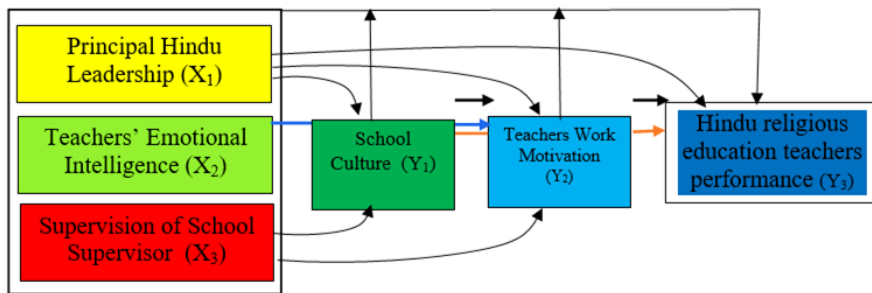 Principal Hindu
Leadership (X₁)
Teachers’ Emotional
Intelligence (X₂)
Supervision of School
Supervisor (X₃)
School
Culture (Y₁)
Teachers Work
Motivation
(Y₂)
Hindu religious
education teachers
performance (Y₃)